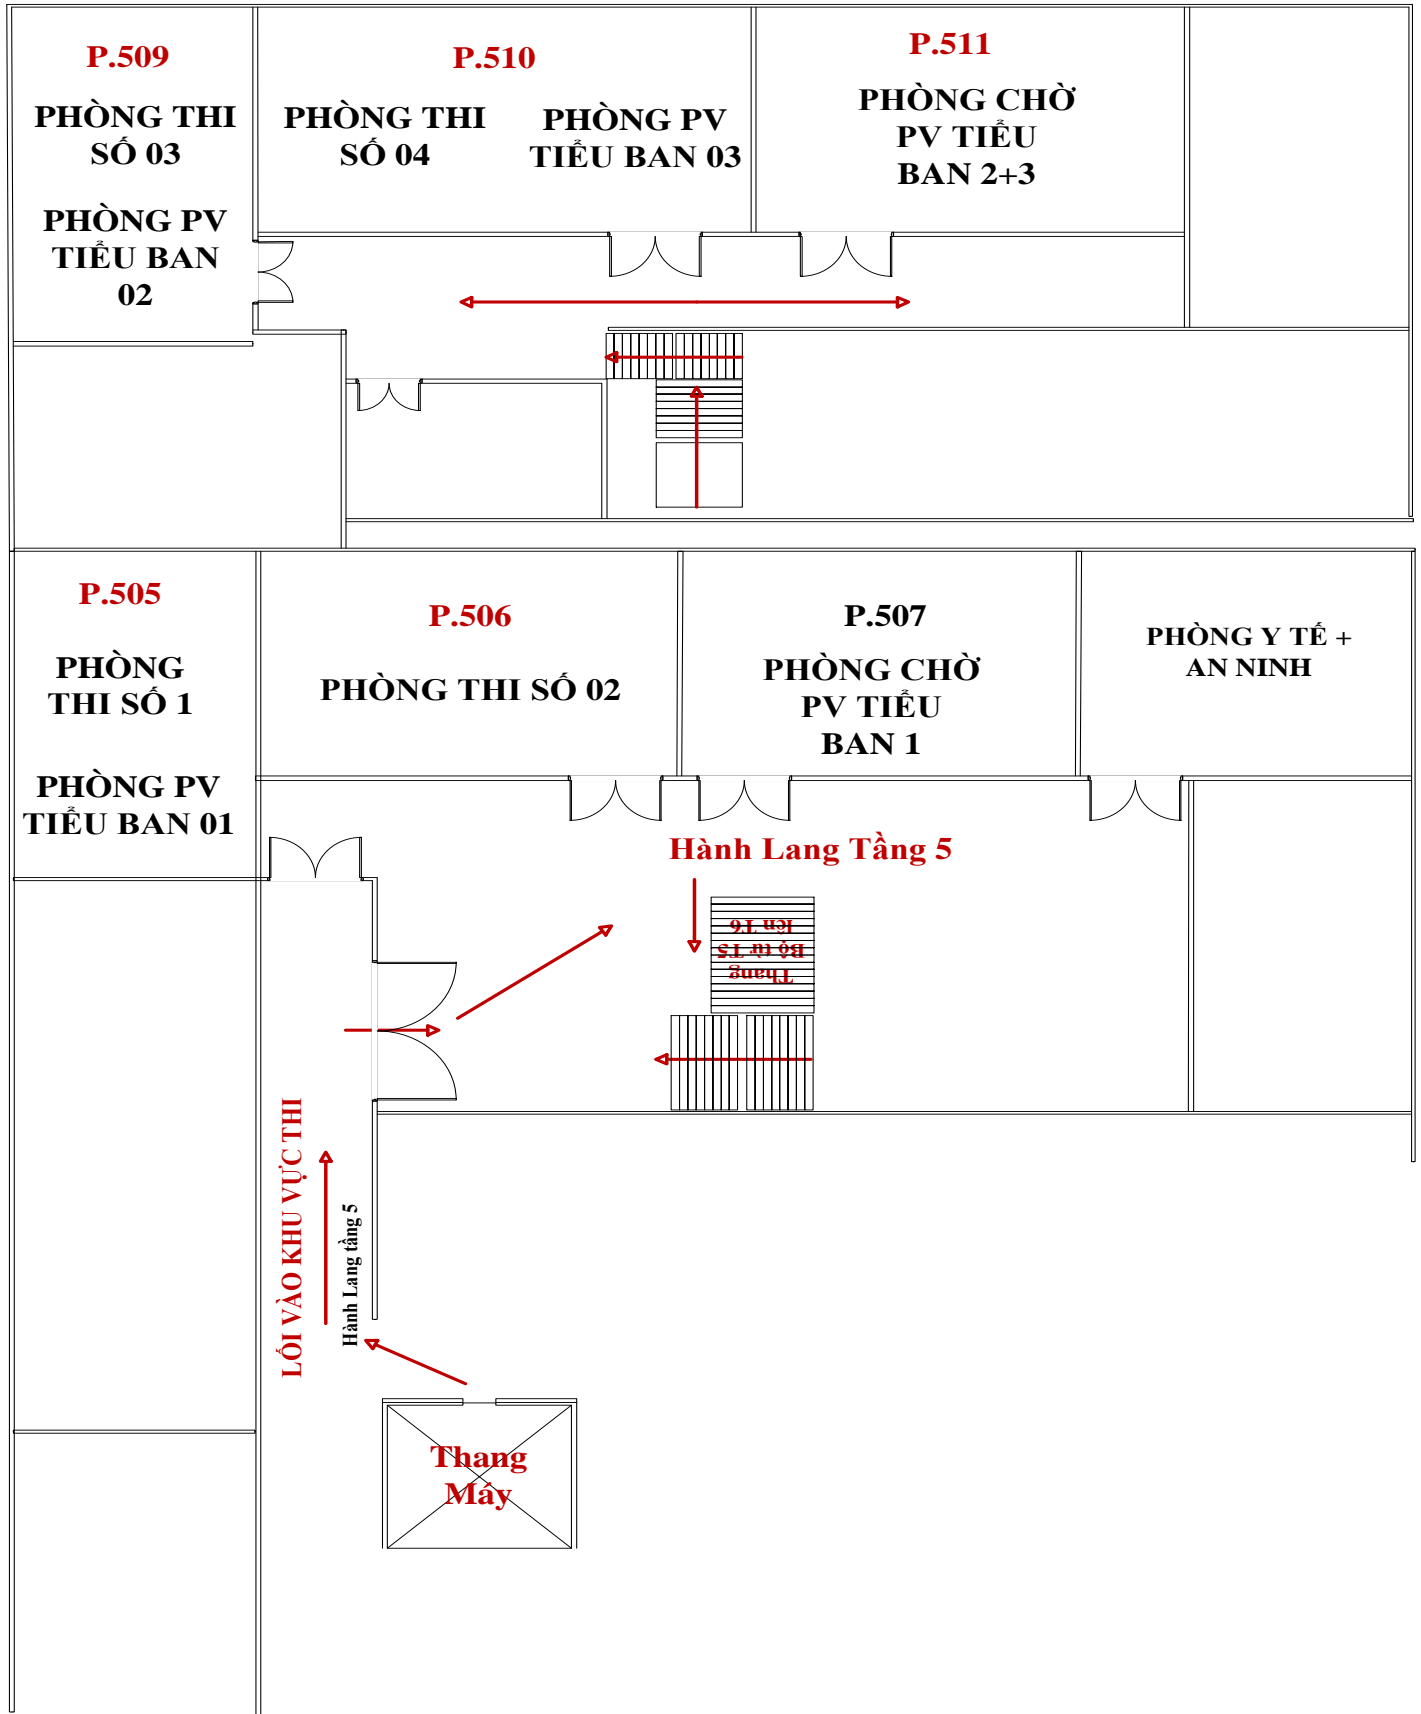 P.509
PHÒNG THI
SỐ 03
PHÒNG PV
TIỂU BAN
02
P.510
PHÒNG THI
SỐ 04
PHÒNG PV
TIỂU BAN 03
P.511
PHÒNG CHỜ
PV TIỂU
BAN 2+3
P.505
PHÒNG
THI SỐ 1
PHÒNG PV
TIỂU BAN 01
P.506
PHÒNG THI SỐ 02
P.507
PHÒNG CHỜ
PV TIỂU
BAN 1
PHÒNG Y TẾ +
AN NINH
Hành Lang Tầng 5
Thang
Bộ từ T5
lên T6
LỐI VÀO KHU VỰC THI
Hành Lang tầng 5
Thang
Máy